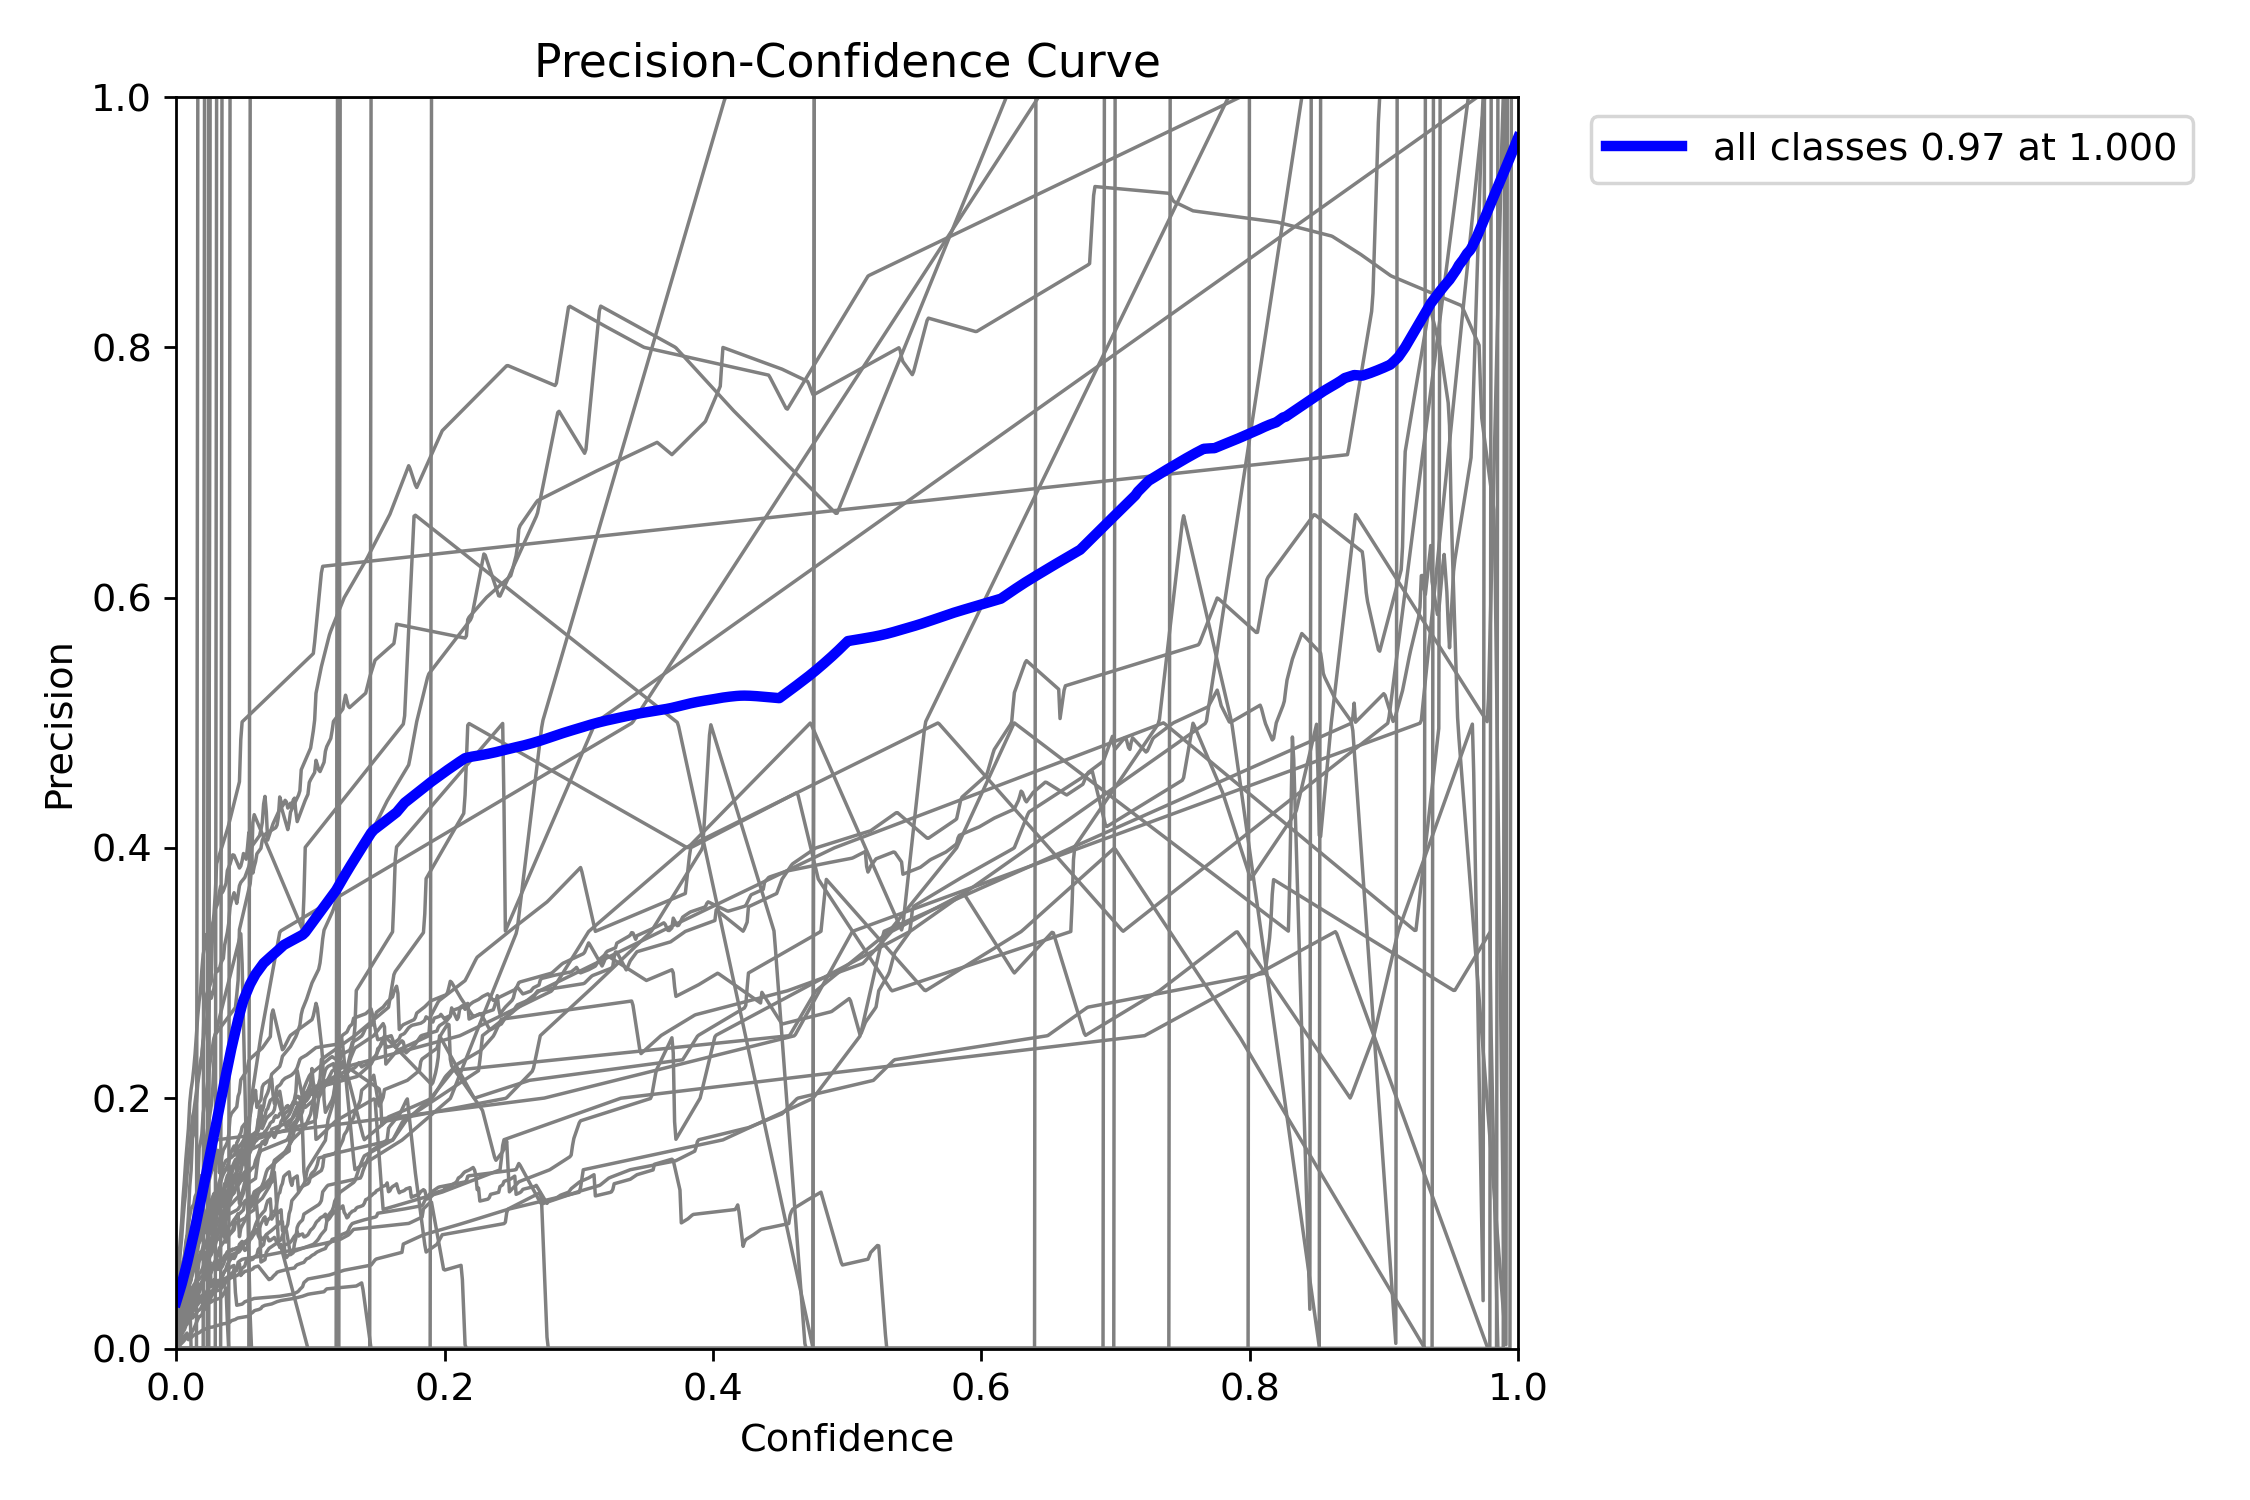 Precision-Confidence Curve
all classes 0.97 at 1.000
Precision
1.0
0.8
0.6
0.4
0.2
0.0
0.0 0.2 0.4 0.6 0.8 1.0
Confidence